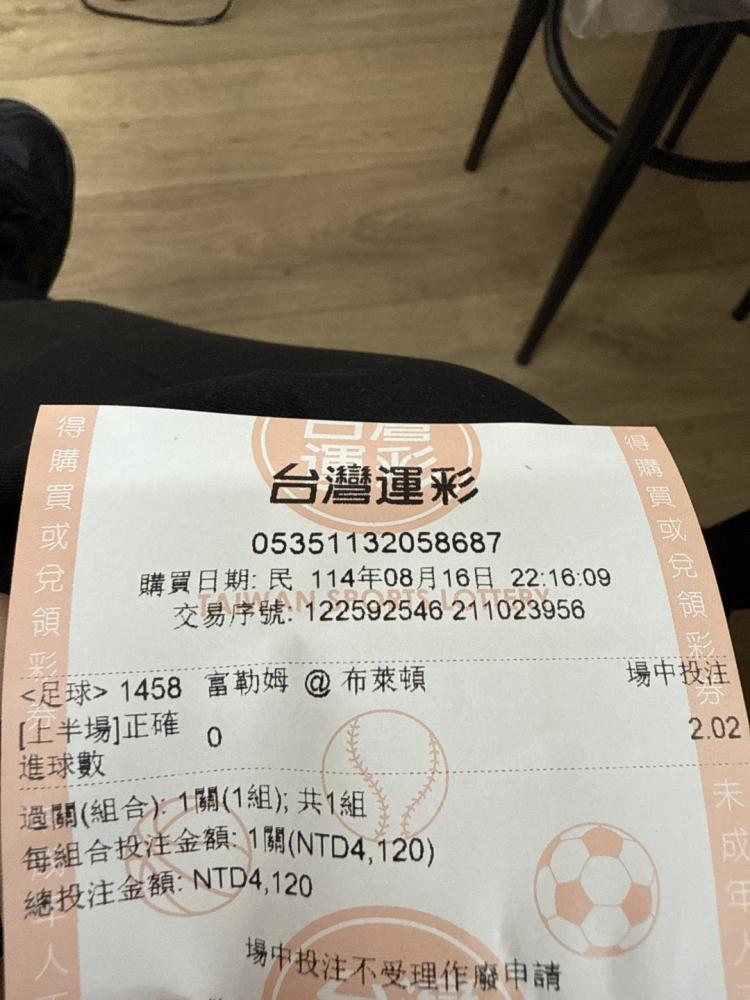 台灣運彩
台灣運彩
05351132058687
購買日期: 民 114年08月16日 22:16:09
TAIWAN SPORTS LOTTERY
交易序號: 122592546 211023956
<足球> 1458 富勒姆 @ 布萊頓 場中投注
[上半場]正確進球數 0 2.02
過關(組合): 1關(1組); 共1組
每組合投注金額: 1關(NTD4,120)
總投注金額: NTD4,120
場中投注不受理作廢申請
得購買或兌領彩券
得購買或兌領彩券
未成年人